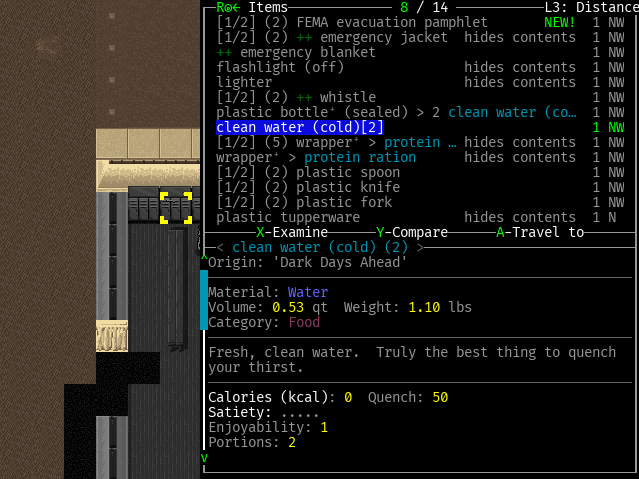 R Items 8 / 14 L3: Distance
[1/2] (2) FEMA evacuation pamphlet NEW! 1 NW
[1/2] (2) ++ emergency jacket hides contents 1 NW
++ emergency blanket 1 NW
flashlight (off) hides contents 1 NW
lighter hides contents 1 NW
[1/2] (2) ++ whistle 1 NW
plastic bottle⁺ (sealed) > 2 clean water (co… 1 NW
clean water (cold)[2] 1 NW
[1/2] (5) wrapper⁺ > protein … hides contents 1 NW
wrapper⁺ > protein ration hides contents 1 NW
[1/2] (2) plastic spoon 1 NW
[1/2] (2) plastic knife 1 NW
[1/2] (2) plastic fork 1 NW
plastic tupperware hides contents 1 N
X-Examine Y-Compare A-Travel to
< clean water (cold) (2) >
Origin: 'Dark Days Ahead'
Material: Water
Volume: 0.53 qt Weight: 1.10 lbs
Category: Food
Fresh, clean water. Truly the best thing to quench
your thirst.
Calories (kcal): 0 Quench: 50
Satiety: .....
Enjoyability: 1
Portions: 2